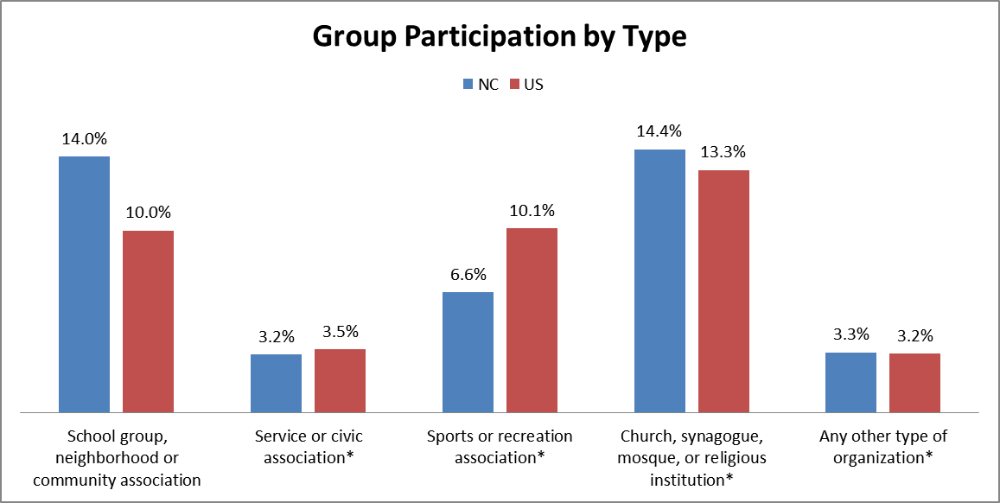 Group Participation by Type
NC US
14.0%
10.0%
3.2%
3.5%
6.6%
10.1%
14.4%
13.3%
3.3%
3.2%
School group,
neighborhood or
community association
Service or civic
association*
Sports or recreation
association*
Church, synagogue,
mosque, or religious
institution*
Any other type of
organization*